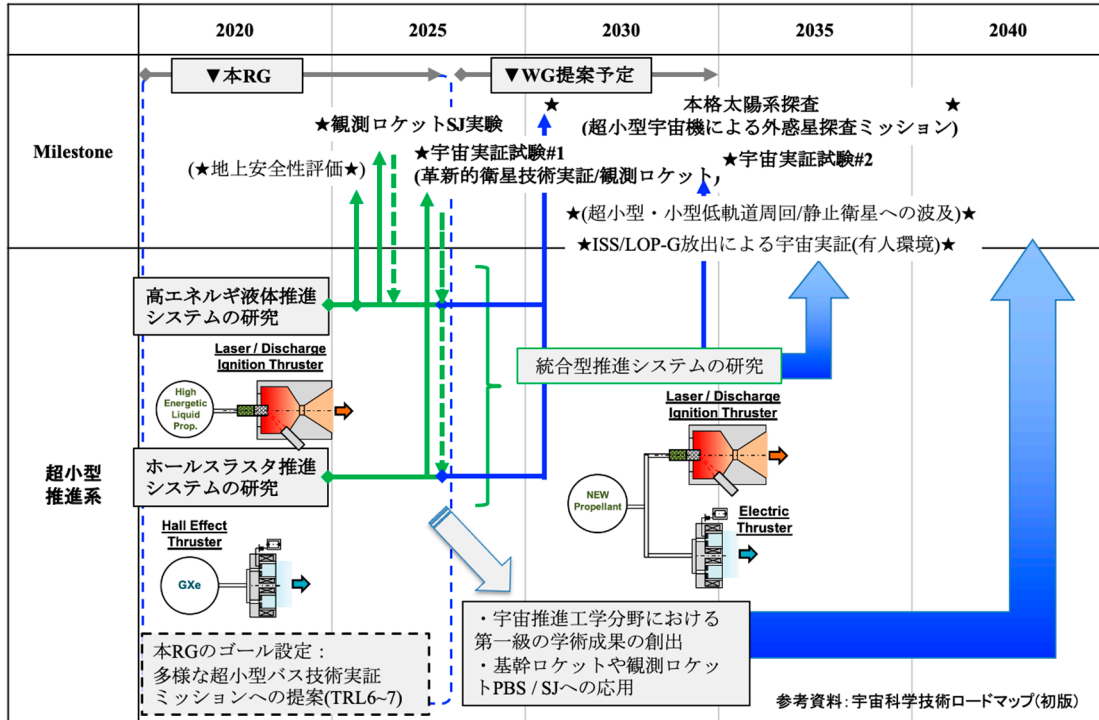 2020
2025
2030
2035
2040
Milestone
▼本RG
▼WG提案予定
★
本格太陽系探査
★
(超小型宇宙機による外惑星探査ミッション)
★観測ロケットSJ実験
★宇宙実証試験#1
(革新的衛星技術実証/観測ロケット)
(★地上安全性評価★)
★宇宙実証試験#2
★(超小型・小型低軌道周回/静止衛星への波及)★
★ISS/LOP-G放出による宇宙実証(有人環境)★
超小型
推進系
高エネルギ液体推進
システムの研究
Laser / Discharge
Ignition Thruster
High
Energetic
Liquid
Prop.
ホールスラスタ推進
システムの研究
Hall Effect
Thruster
GXe
統合型推進システムの研究
Laser / Discharge
Ignition Thruster
NEW
Propellant
Electric
Thruster
本RGのゴール設定：
多様な超小型バス技術実証
ミッションへの提案(TRL6~7)
・宇宙推進工学分野における
第一級の学術成果の創出
・基幹ロケットや観測ロケット
PBS / SJへの応用
参考資料：宇宙科学技術ロードマップ(初版)